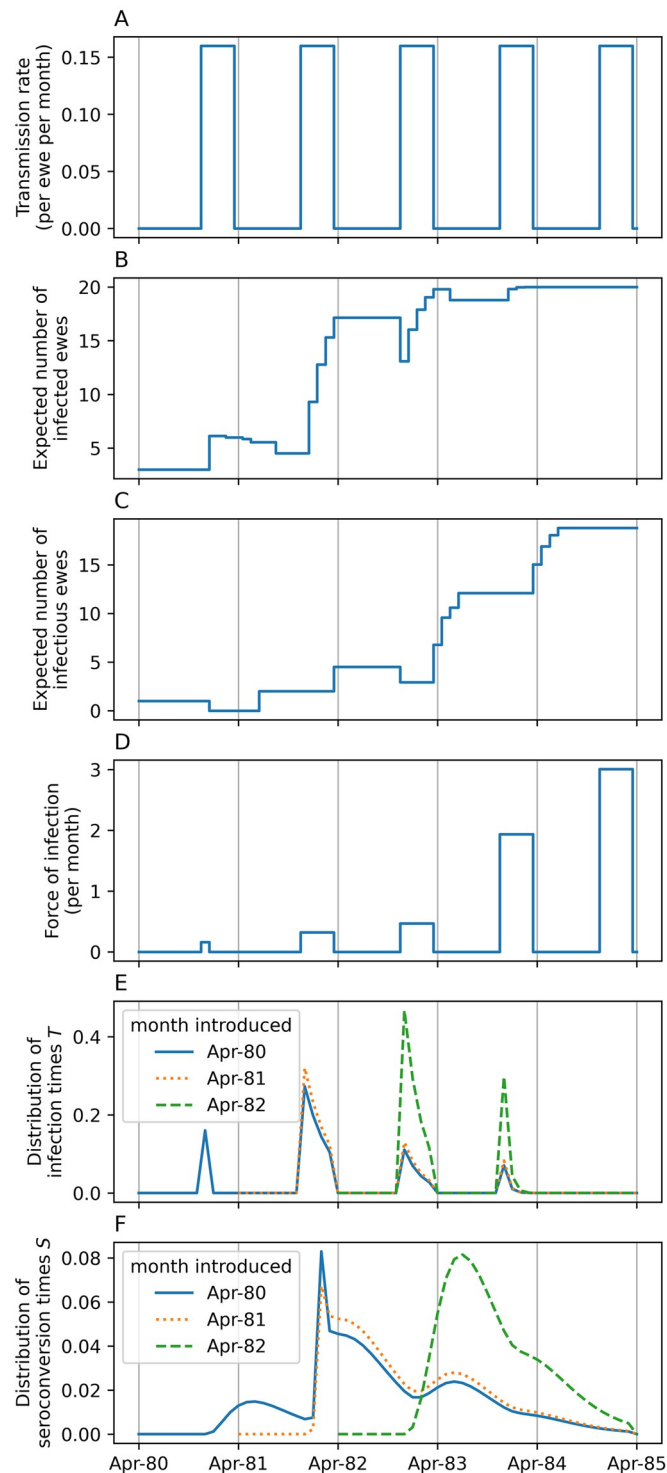 A
Transmission rate
(per ewe per month)
0.15
0.10
0.05
0.00
B
Expected number of
infected ewes
20
15
10
5
C
Expected number of
infectious ewes
15
10
5
0
D
Force of infection
(per month)
3
2
1
0
E
Distribution of
infection times T
0.4
0.2
0.0
month introduced
Apr-80
Apr-81
Apr-82
F
Distribution of
seroconversion times S
0.08
0.06
0.04
0.02
0.00
month introduced
Apr-80
Apr-81
Apr-82
Apr-80 Apr-81 Apr-82 Apr-83 Apr-84 Apr-85